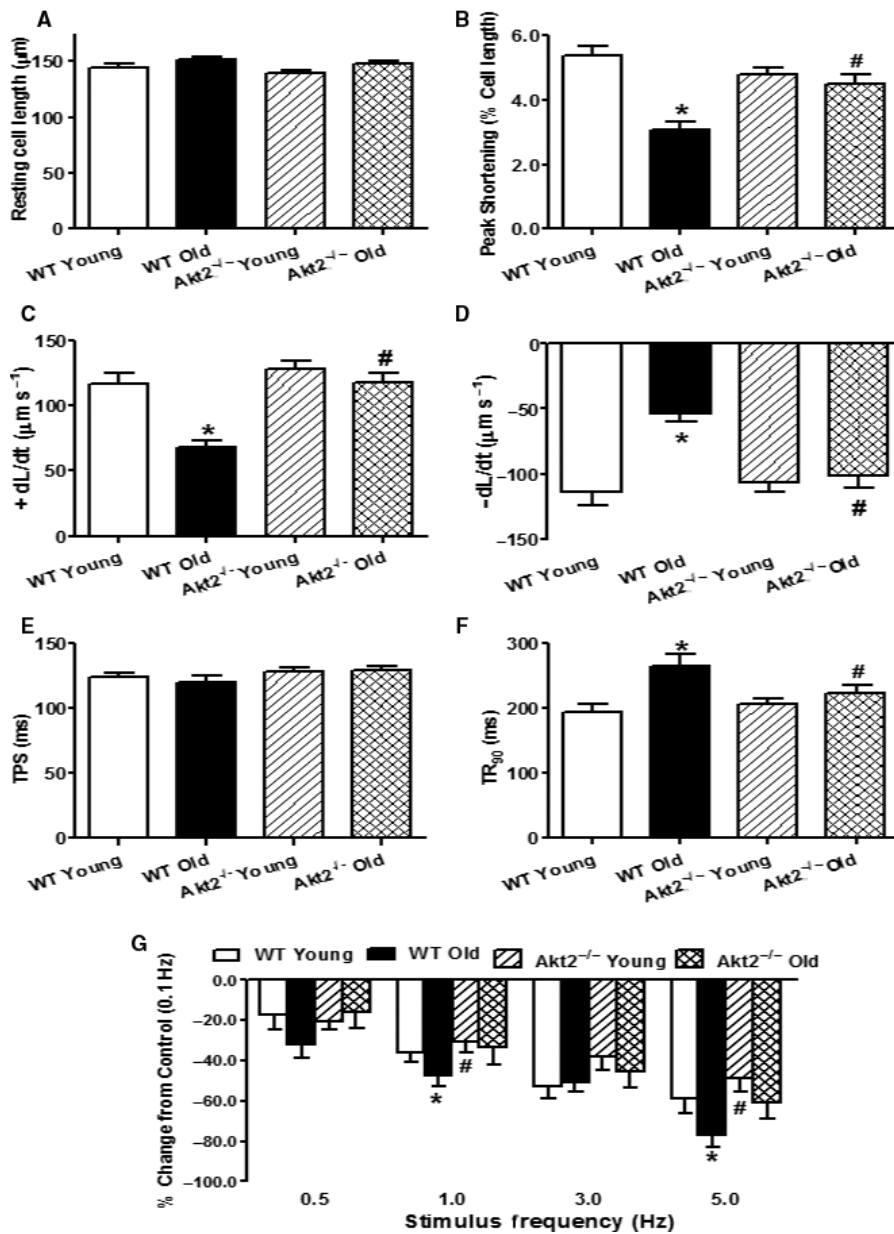 A
Resting cell length (μm)
150
100
50
0
WT Young
WT Old
Akt2⁻/⁻ Young
Akt2⁻/⁻ Old
B
Peak Shortening (% Cell length)
6.0
4.0
2.0
0.0
*
#
WT Young
WT Old
Akt2⁻/⁻ Young
Akt2⁻/⁻ Old
C
+ dL/dt (μm s⁻¹)
150
100
50
0
*
#
WT Young
WT Old
Akt2⁻/⁻ Young
Akt2⁻/⁻ Old
D
−dL/dt (μm s⁻¹)
0
−50
−100
−150
*
#
WT Young
WT Old
Akt2⁻/⁻ Young
Akt2⁻/⁻ Old
E
TPS (ms)
150
100
50
0
WT Young
WT Old
Akt2⁻/⁻ Young
Akt2⁻/⁻ Old
F
TR₉₀ (ms)
300
200
100
0
*
#
WT Young
WT Old
Akt2⁻/⁻ Young
Akt2⁻/⁻ Old
G
WT Young WT Old Akt2⁻/⁻ Young Akt2⁻/⁻ Old
% Change from Control (0.1 Hz)
0.0
−20.0
−40.0
−60.0
−80.0
−100.0
*
#
*
#
0.5 1.0 3.0 5.0
Stimulus frequency (Hz)